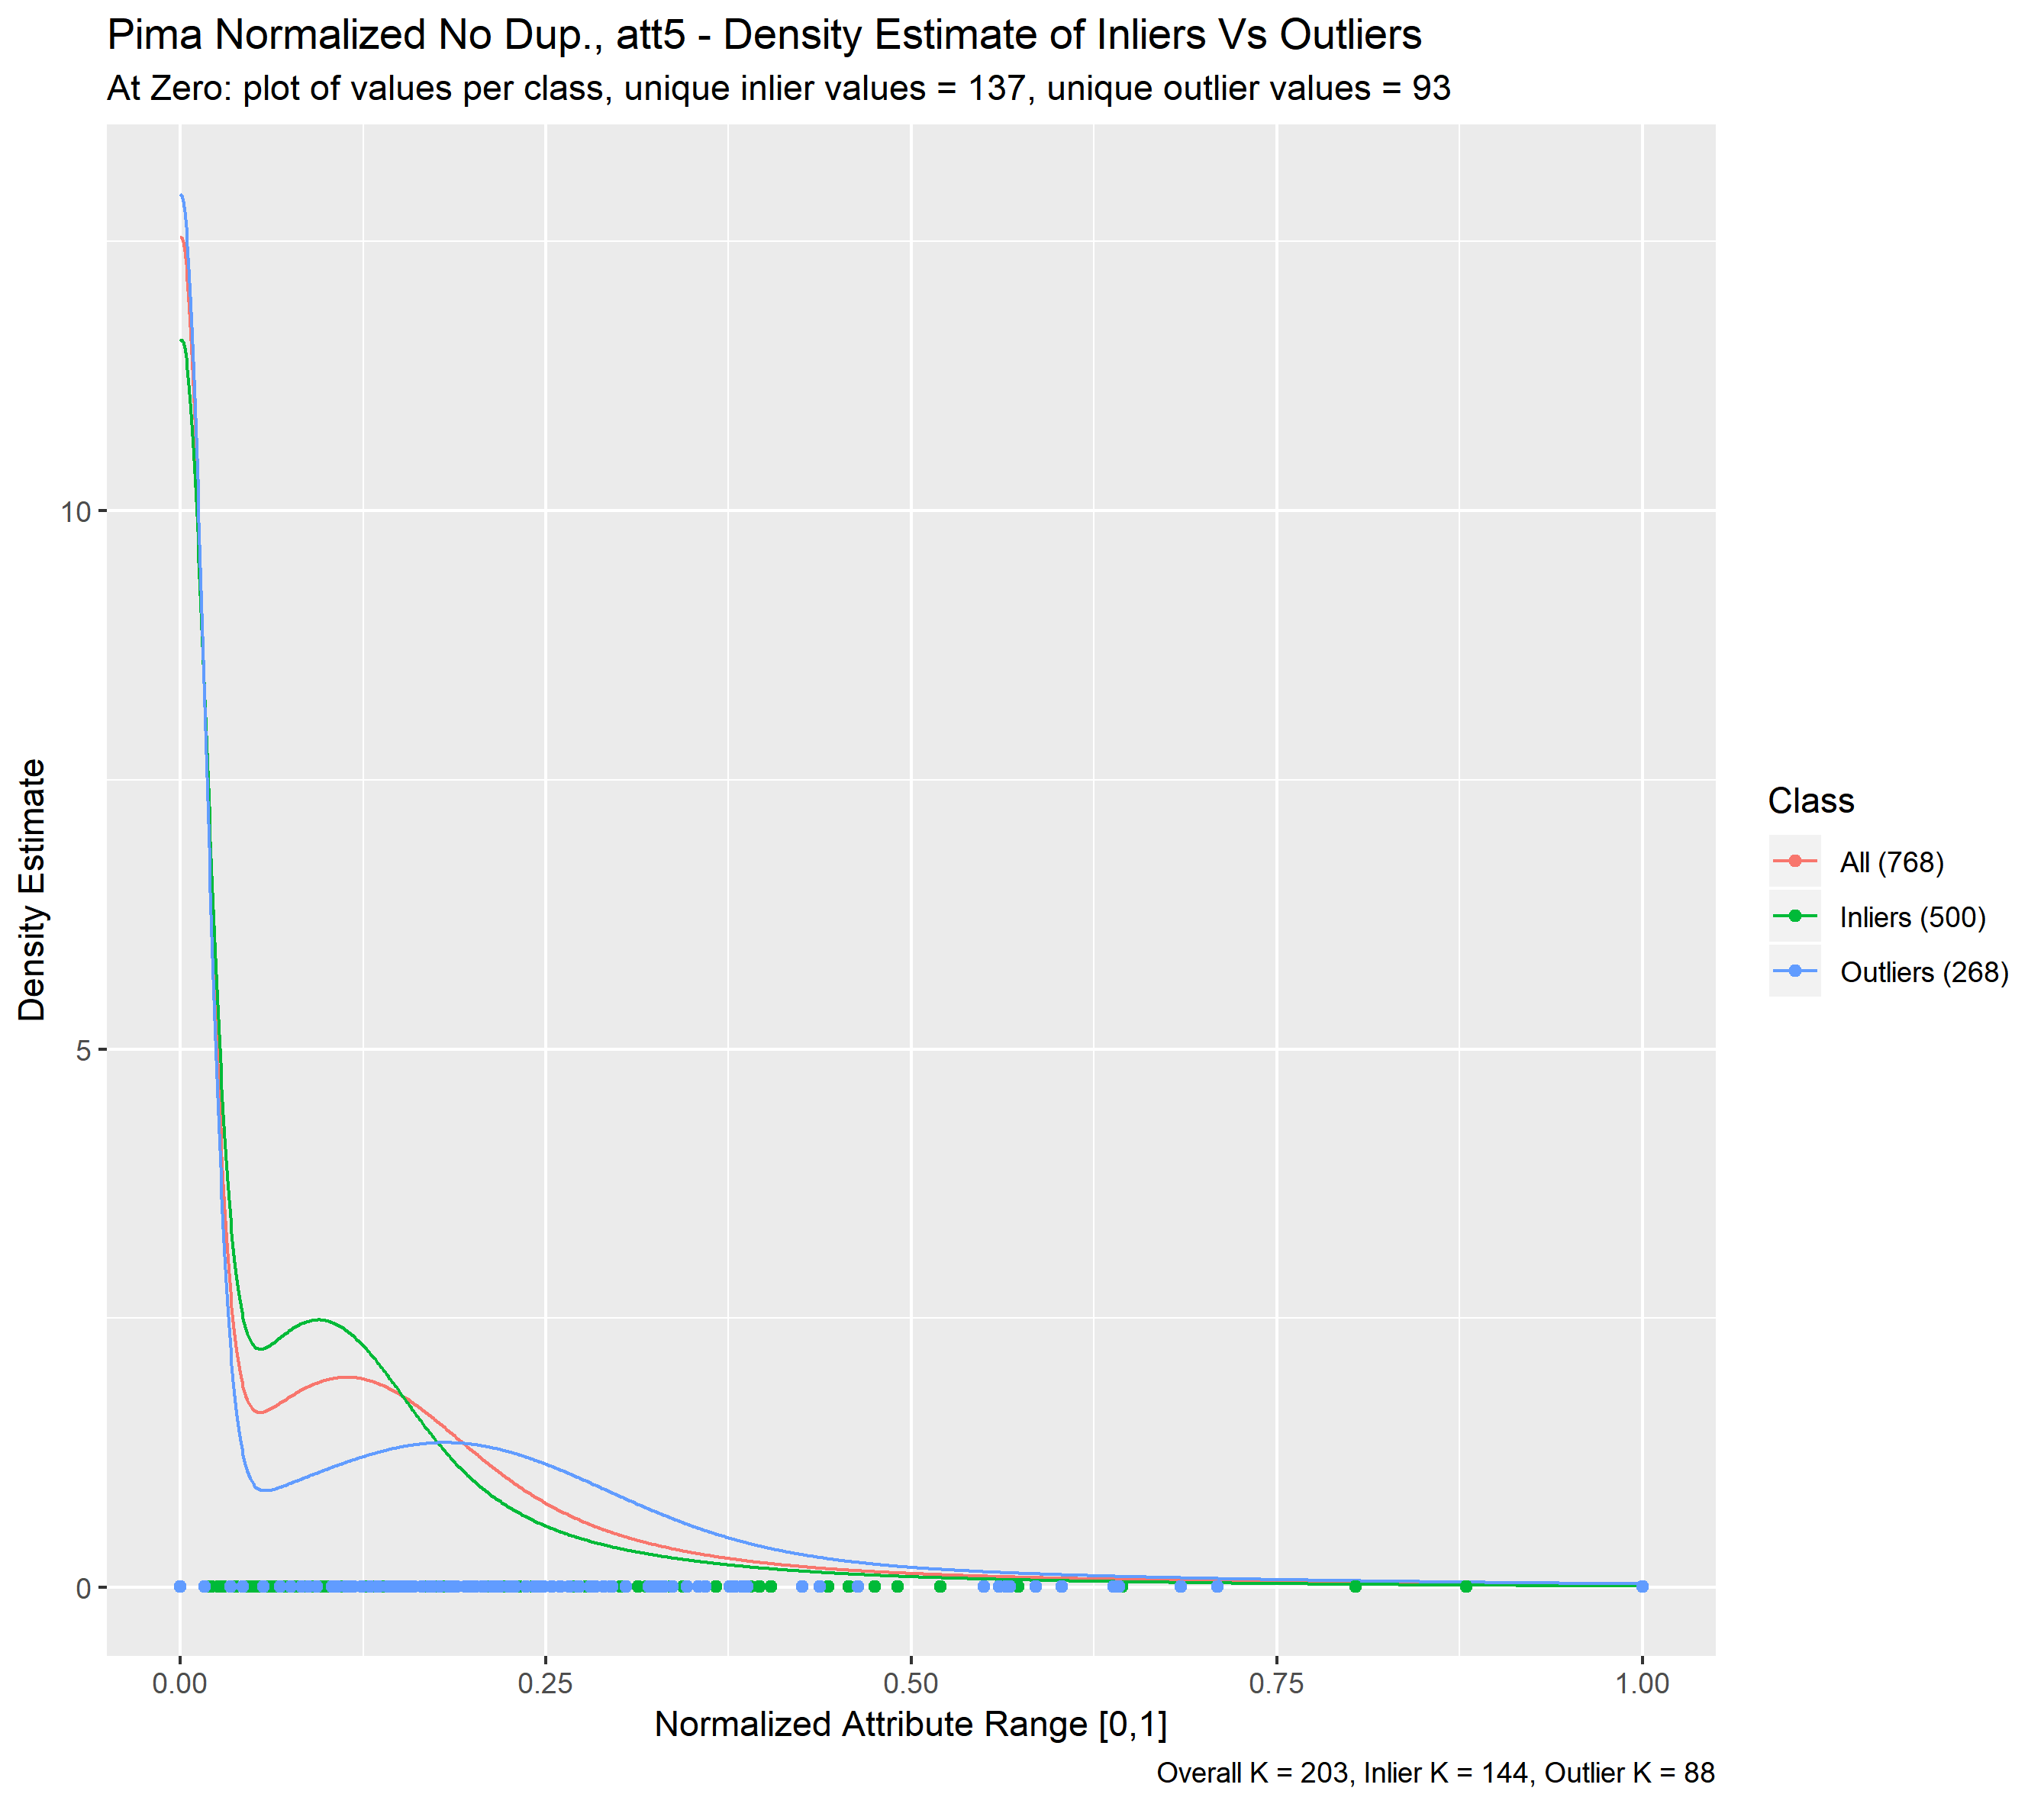 Pima Normalized No Dup., att5 - Density Estimate of Inliers Vs Outliers
At Zero: plot of values per class, unique inlier values = 137, unique outlier values = 93
Density Estimate
10
5
0
0.00
0.25
0.50
0.75
1.00
Normalized Attribute Range [0,1]
Overall K = 203, Inlier K = 144, Outlier K = 88
Class
All (768)
Inliers (500)
Outliers (268)